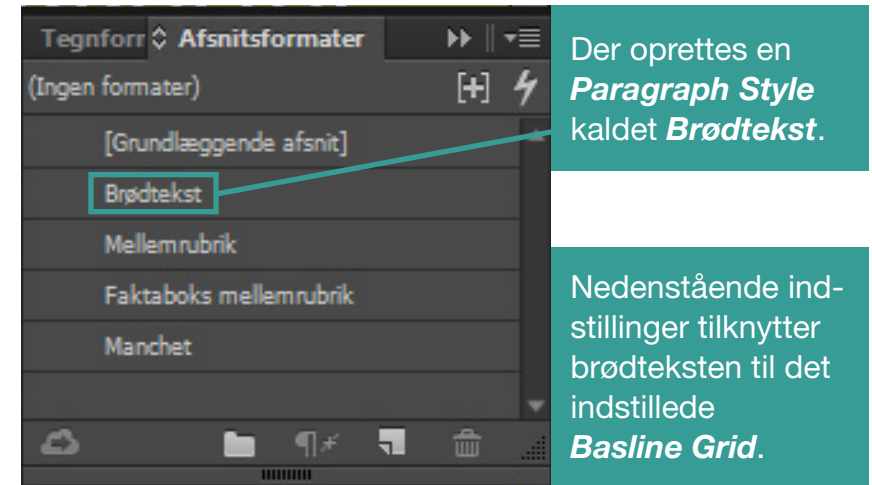 Tegnforr Afsnitsformater
(Ingen formater)
[Grundlæggende afsnit]
Brødtekst
Mellemrubrik
Faktaboks mellemrubrik
Manchet
Der oprettes en
Paragraph Style
kaldet Brødtekst.
Nedenstående ind-
stillinger tilknytter
brødteksten til det
indstillede
Basline Grid.